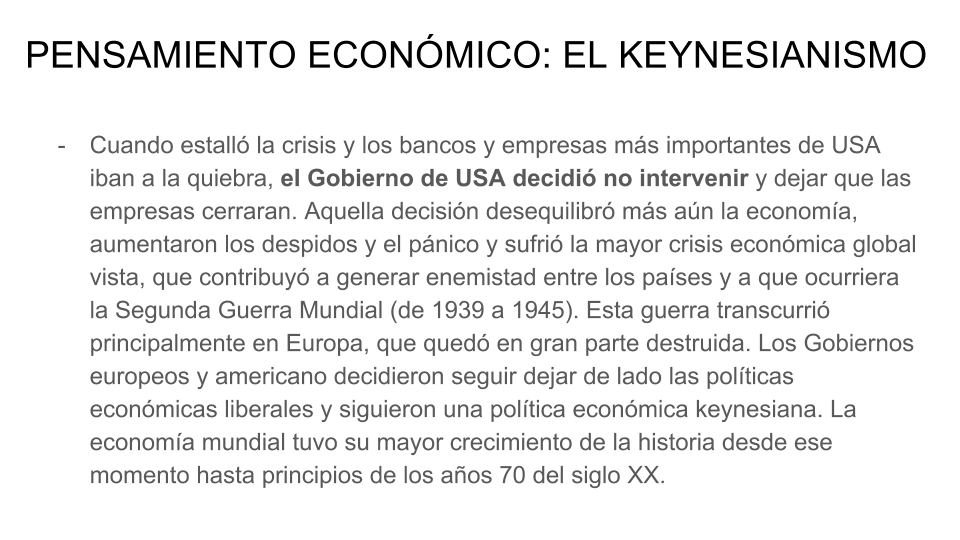 PENSAMIENTO ECONÓMICO: EL KEYNESIANISMO
- Cuando estalló la crisis y los bancos y empresas más importantes de USA
iban a la quiebra, el Gobierno de USA decidió no intervenir y dejar que las
empresas cerraran. Aquella decisión desequilibró más aún la economía,
aumentaron los despidos y el pánico y sufrió la mayor crisis económica global
vista, que contribuyó a generar enemistad entre los países y a que ocurriera
la Segunda Guerra Mundial (de 1939 a 1945). Esta guerra transcurrió
principalmente en Europa, que quedó en gran parte destruida. Los Gobiernos
europeos y americano decidieron seguir dejar de lado las políticas
económicas liberales y siguieron una política económica keynesiana. La
economía mundial tuvo su mayor crecimiento de la historia desde ese
momento hasta principios de los años 70 del siglo XX.